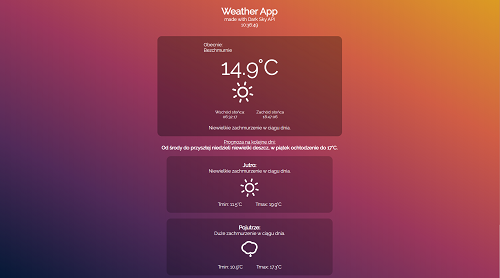 Weather App
made with Dark Sky API
10:36:49
Obecnie:
Bezchmurnie
14.9°C
Wschód słońca
Zachód słońca
06:32:17
18:47:06
Niewielkie zachmurzenie w ciągu dnia.
Prognoza na kolejne dni:
Od środy do przyszłej niedzieli niewielki deszcz, w piątek ochłodzenie do 17°C.
Jutro:
Niewielkie zachmurzenie w ciągu dnia.
Tmin: 11.5°C Tmax: 19.9°C
Pojutrze:
Duże zachmurzenie w ciągu dnia.
Tmin: 10.9°C Tmax: 17.3°C